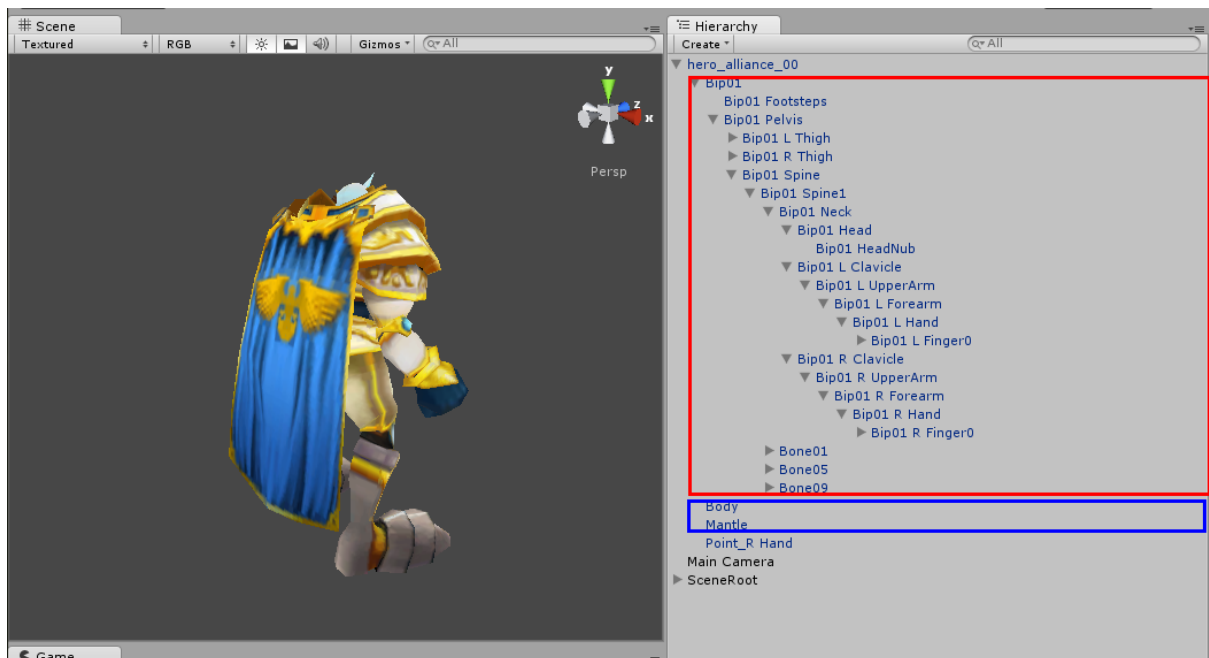 Scene
Textured RGB Gizmos All
y
z
x
Persp
Game
Hierarchy
Create All
hero_alliance_00
Bip01
Bip01 Footsteps
Bip01 Pelvis
Bip01 L Thigh
Bip01 R Thigh
Bip01 Spine
Bip01 Spine1
Bip01 Neck
Bip01 Head
Bip01 HeadNub
Bip01 L Clavicle
Bip01 L UpperArm
Bip01 L Forearm
Bip01 L Hand
Bip01 L Finger0
Bip01 R Clavicle
Bip01 R UpperArm
Bip01 R Forearm
Bip01 R Hand
Bip01 R Finger0
Bone01
Bone05
Bone09
Body
Mantle
Point_R Hand
Main Camera
SceneRoot